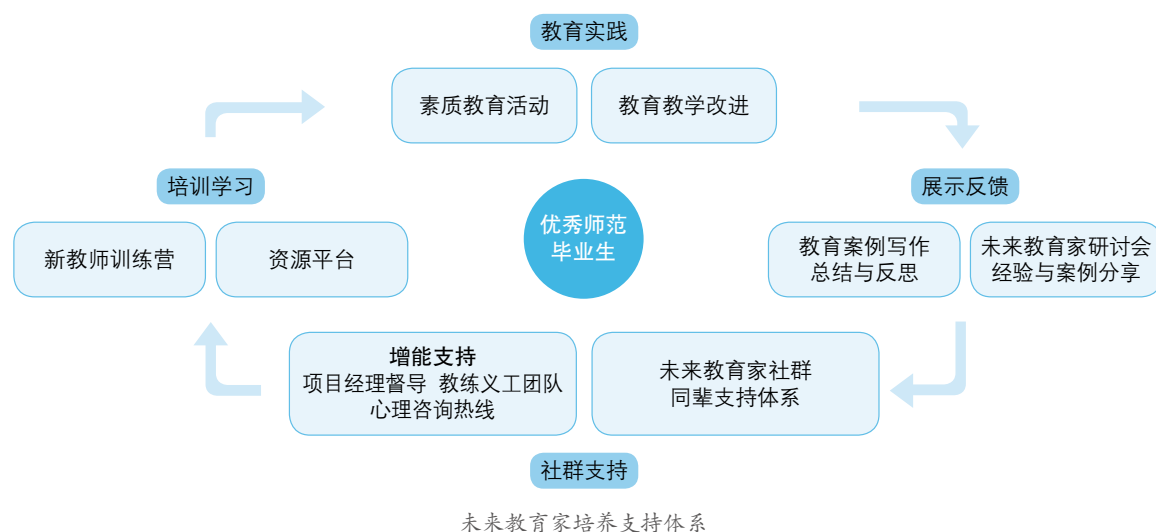 教育实践
素质教育活动
教育教学改进
培训学习
新教师训练营
资源平台
优秀师范
毕业生
展示反馈
教育案例写作
总结与反思
未来教育家研讨会
经验与案例分享
增能支持
项目经理督导 教练义工团队
心理咨询热线
未来教育家社群
同辈支持体系
社群支持
未来教育家培养支持体系